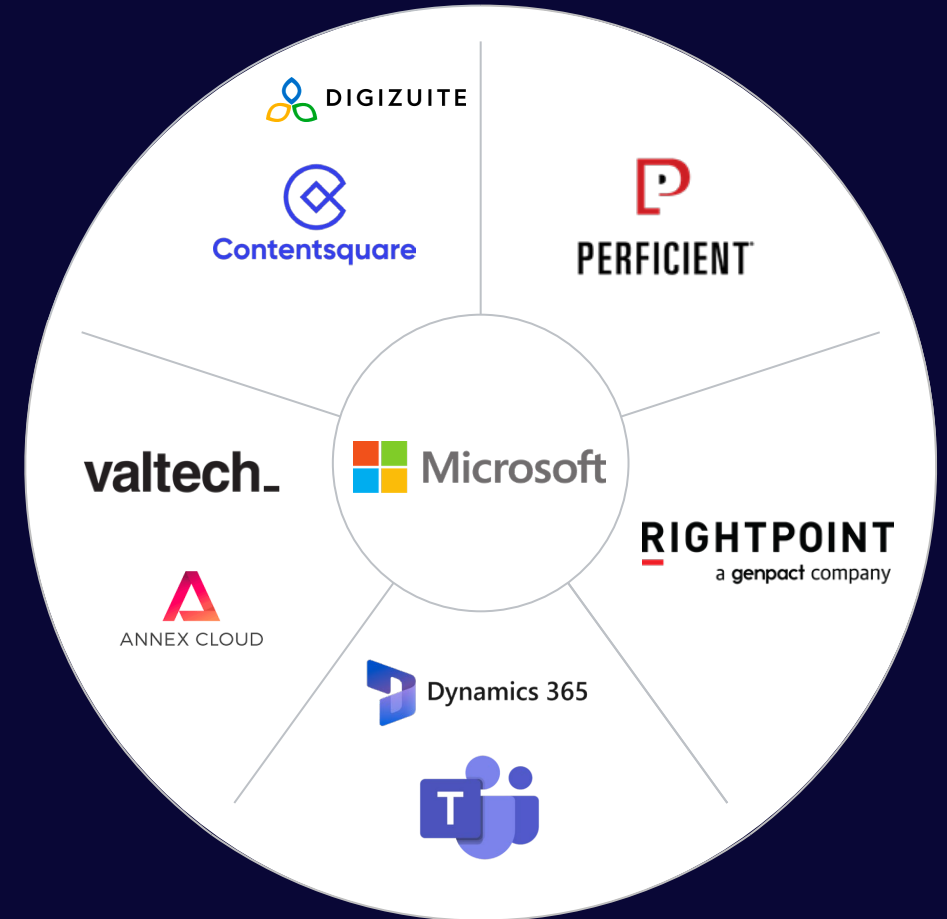 DIGIZUITE
Contentsquare
P
PERFICIENT
valtech_
Microsoft
RIGHTPOINT
a genpact company
ANNEX CLOUD
Dynamics 365
T